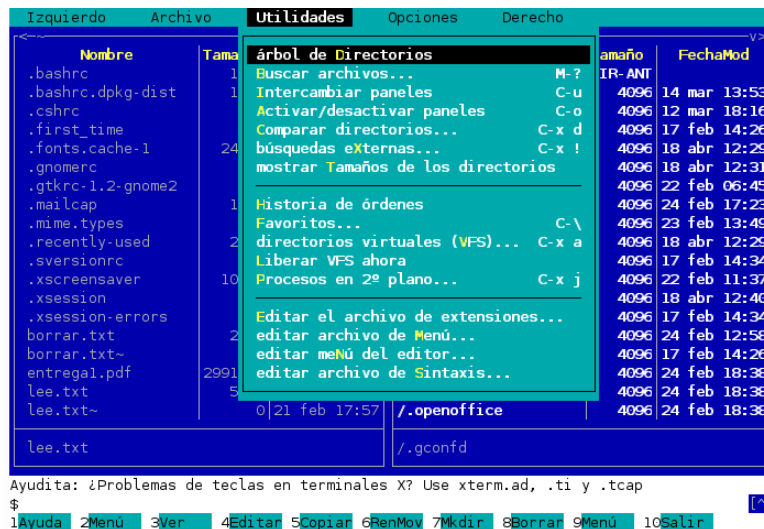 Izquierdo Archivo Utilidades Opciones Derecho
<~ v>
Nombre Tama árbol de Directorios amaño FechaMod
.bashrc 1 Buscar archivos... M-? IR-ANT
.bashrc.dpkg-dist 1 Intercambiar paneles C-u 4096 14 mar 13:53
.cshrc Activar/desactivar paneles C-o 4096 12 mar 18:16
.first_time Comparar directorios... C-x d 4096 17 feb 14:26
.fonts.cache-1 24 búsquedas eXternas... C-x ! 4096 18 abr 12:29
.gnomerc mostrar Tamaños de los directorios 4096 18 abr 12:31
.gtkrc-1.2-gnome2 4096 22 feb 06:45
.mailcap 1 Historia de órdenes 4096 24 feb 17:23
.mime.types Favoritos... C-\ 4096 23 feb 13:49
.recently-used 2 directorios virtuales (VFS)... C-x a 4096 18 abr 12:29
.sversionrc Liberar VFS ahora 4096 17 feb 14:34
.xscreensaver 10 Procesos en 2º plano... C-x j 4096 22 feb 11:37
.xsession 4096 18 abr 12:40
.xsession-errors Editar el archivo de extensiones... 4096 17 feb 14:34
borrar.txt 2 editar archivo de Menú... 4096 24 feb 12:58
borrar.txt~ editar meNú del editor... 4096 17 feb 14:26
entrega1.pdf 2991 editar archivo de Sintaxis... 4096 24 feb 18:38
lee.txt 5 4096 24 feb 18:38
lee.txt~ 0 21 feb 17:57 /.openoffice 4096 24 feb 18:38
lee.txt /.gconfd
Ayudita: ¿Problemas de teclas en terminales X? Use xterm.ad, .ti y .tcap
$ [^
1Ayuda 2Menú 3Ver 4Editar 5Copiar 6RenMov 7Mkdir 8Borrar 9Menú 10Salir